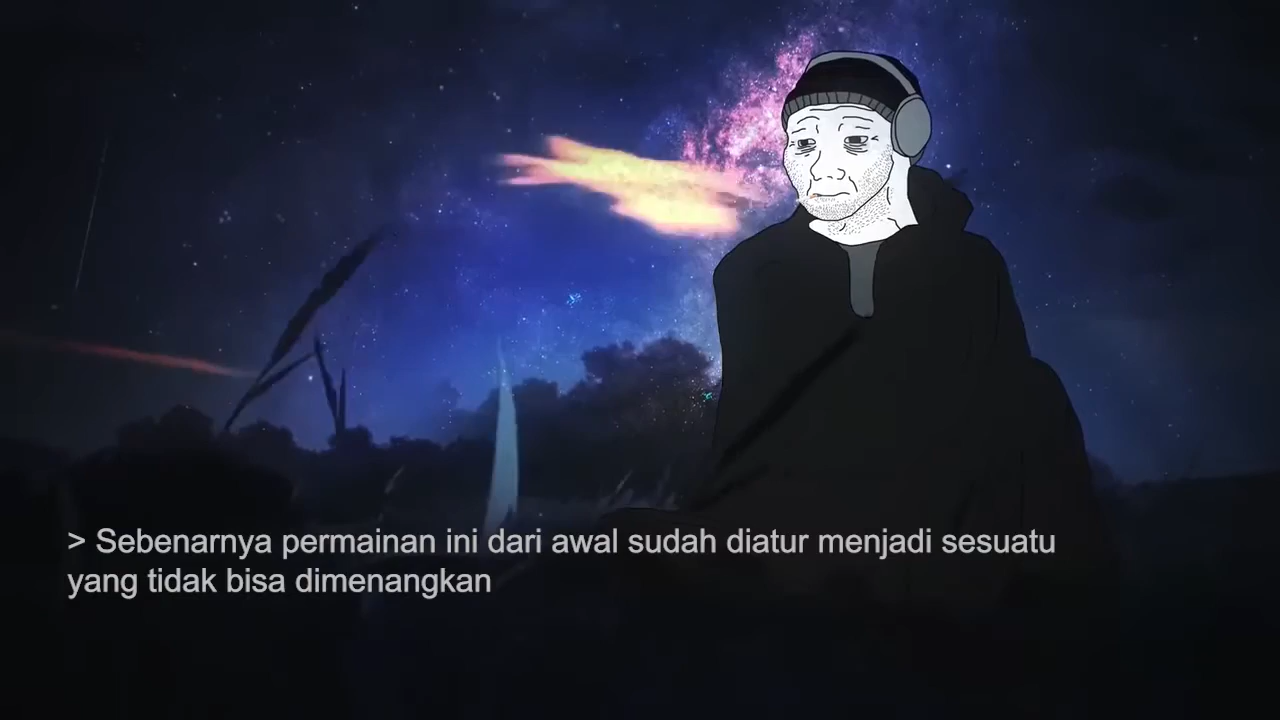 > Sebenarnya permainan ini dari awal sudah diatur menjadi sesuatu
yang tidak bisa dimenangkan